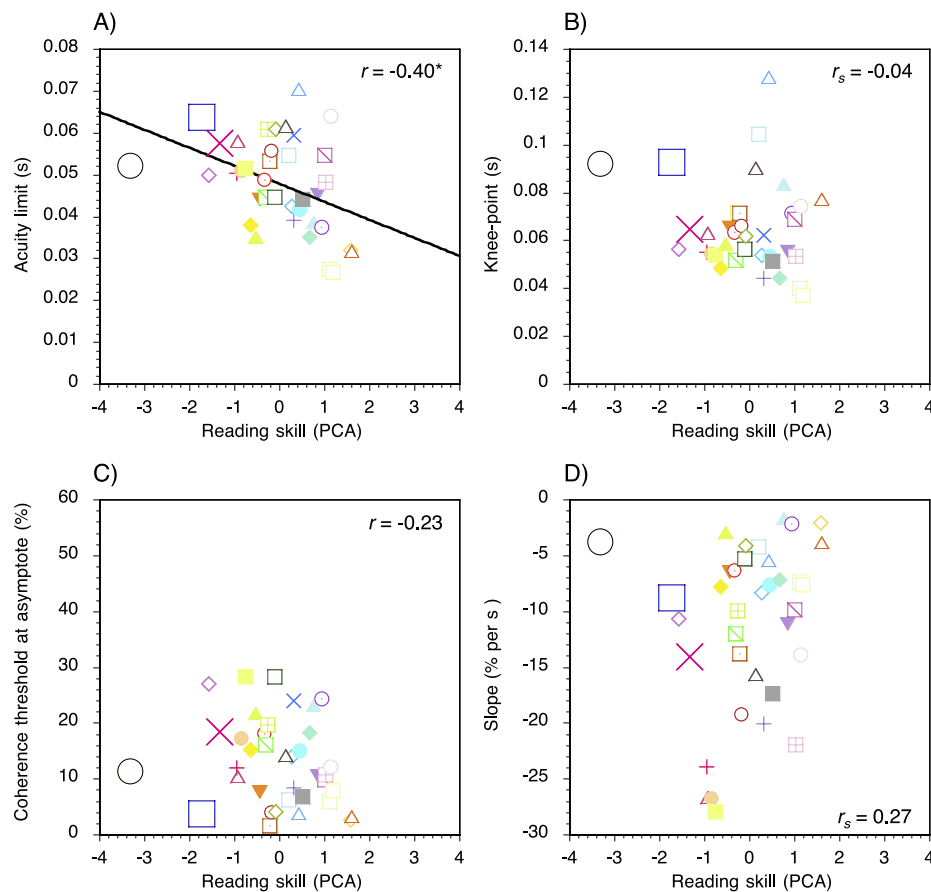 A)
r = -0.40*
0.08
0.07
0.06
0.05
0.04
0.03
0.02
0.01
0
Acuity limit (s)
-4 -3 -2 -1 0 1 2 3 4
Reading skill (PCA)
B)
rs = -0.04
0.14
0.12
0.1
0.08
0.06
0.04
0.02
0
Knee-point (s)
-4 -3 -2 -1 0 1 2 3 4
Reading skill (PCA)
C)
r = -0.23
60
50
40
30
20
10
0
Coherence threshold at asymptote (%)
-4 -3 -2 -1 0 1 2 3 4
Reading skill (PCA)
D)
0
-5
-10
-15
-20
-25
-30
Slope (% per s )
rs = 0.27
-4 -3 -2 -1 0 1 2 3 4
Reading skill (PCA)